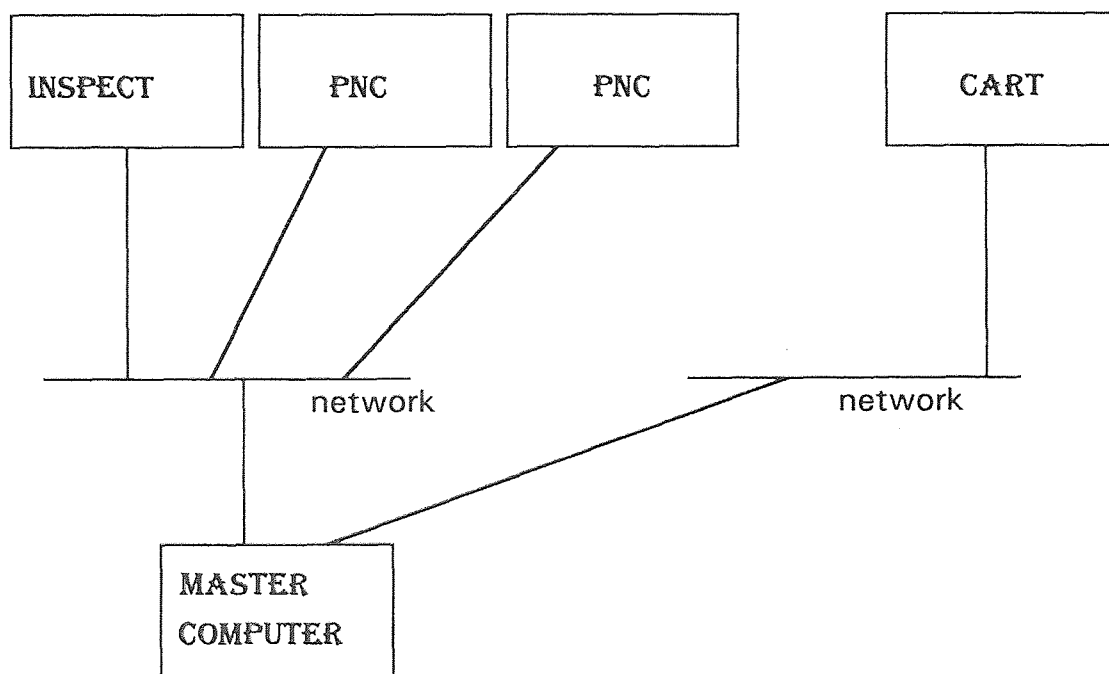 INSPECT
PNC
PNC
CART
network
network
MASTER
COMPUTER